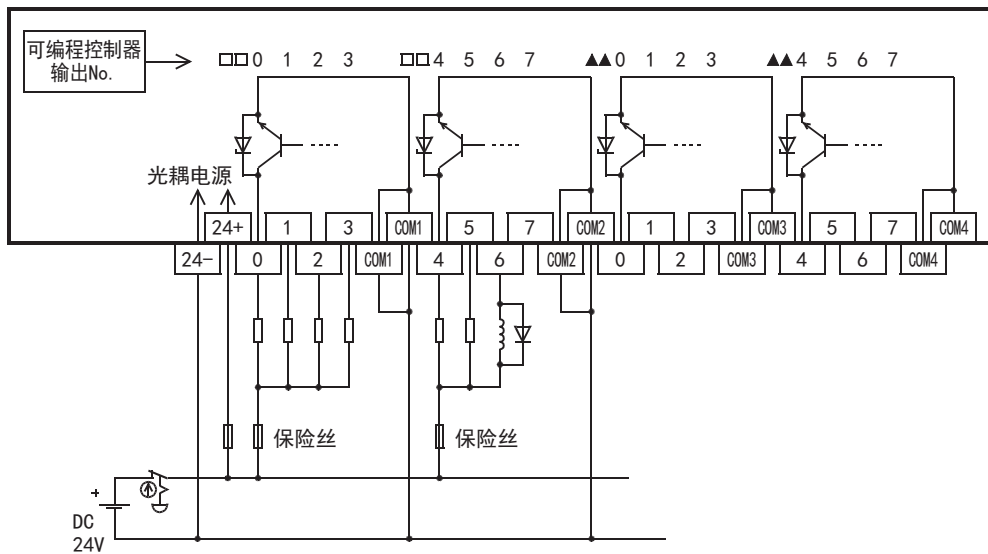 可编程控制器
输出No.
□□0 1 2 3 □□4 5 6 7 ▲▲0 1 2 3 ▲▲4 5 6 7
光耦电源
24+ 1 3 COM1 5 7 COM2 1 3 COM3 5 7 COM4
24- 0 2 COM1 4 6 COM2 0 2 COM3 4 6 COM4
保险丝 保险丝
+
DC
24V